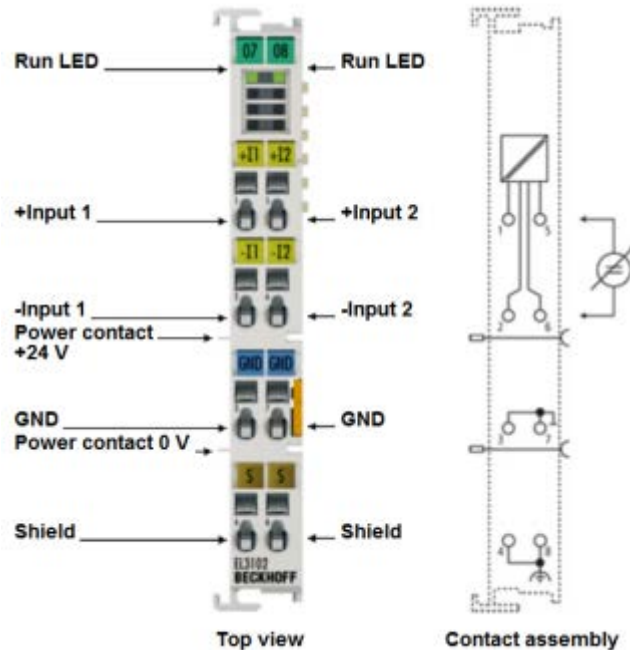 07 08
Run LED
Run LED
+I1 +I2
+Input 1
+Input 2
1 5
-I1 -I2
-Input 1
-Input 2
2 6
Power contact
+24 V
GND GND
GND
GND
3 7
Power contact 0 V
S S
Shield
Shield
4 8
EL3102
BECKHOFF
Top view
Contact assembly